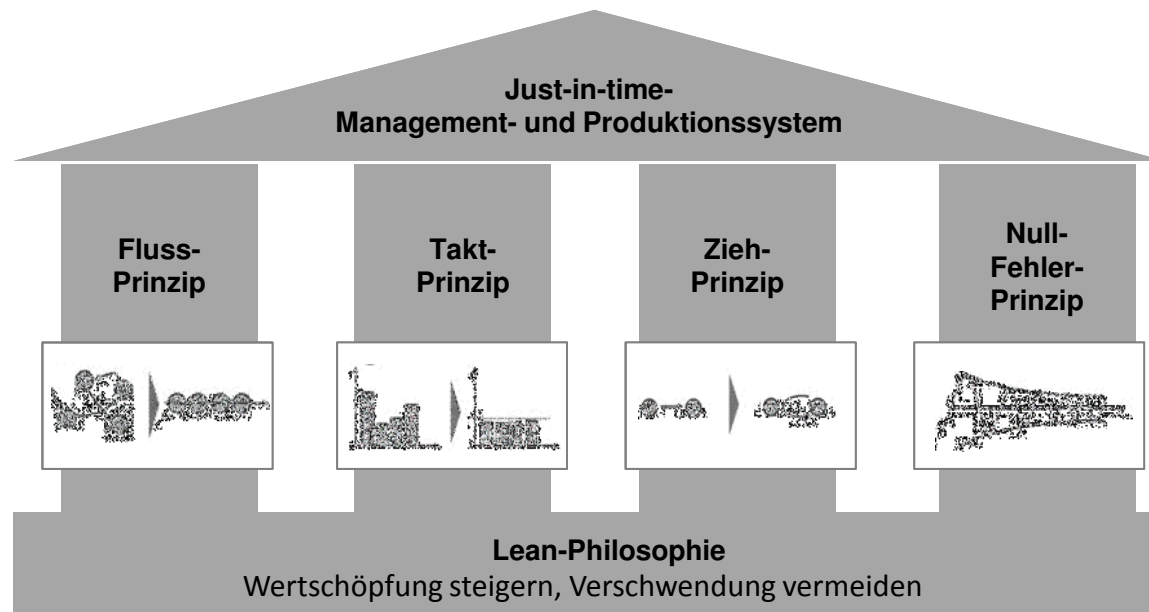 Just-in-time-
Management- und Produktionssystem
Fluss-
Prinzip
Takt-
Prinzip
Zieh-
Prinzip
Null-
Fehler-
Prinzip
Lean-Philosophie
Wertschöpfung steigern, Verschwendung vermeiden